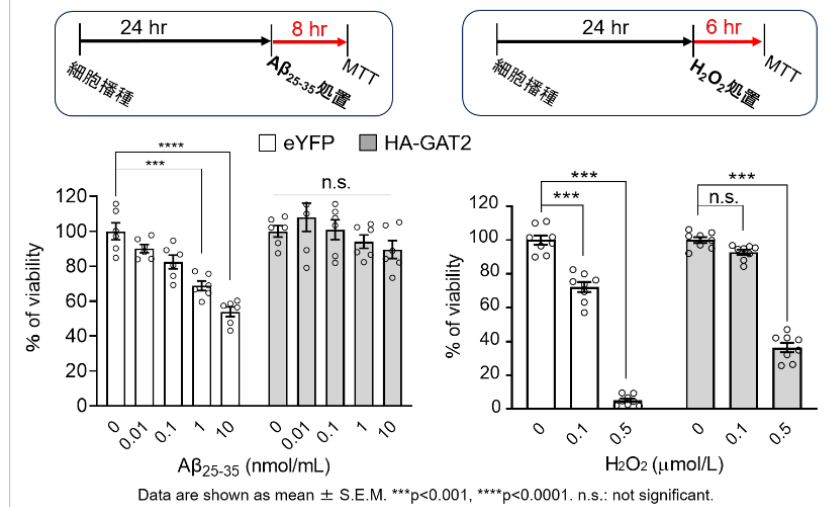 24 hr
8 hr
細胞播種
Aβ25-35処置
MTT
24 hr
6 hr
細胞播種
H2O2処置
MTT
eYFP
HA-GAT2
% of viability
120
100
80
60
40
20
0
****
***
n.s.
0
0.01
0.1
1
10
0
0.01
0.1
1
10
Aβ25-35 (nmol/mL)
% of viability
120
100
80
60
40
20
0
***
***
***
n.s.
0
0.1
0.5
0
0.1
0.5
H2O2 (μmol/L)
Data are shown as mean ± S.E.M. ***p<0.001, ****p<0.0001. n.s.: not significant.